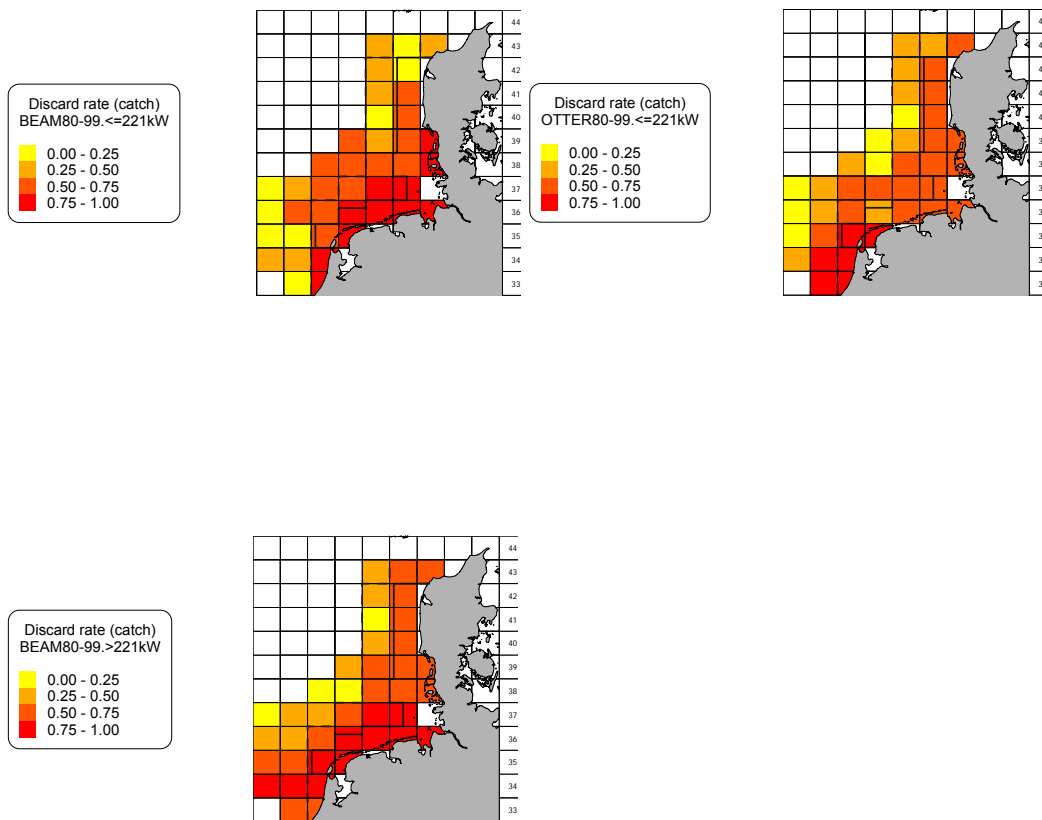 Discard rate (catch)
BEAM80-99.<=221kW
0.00 - 0.25
0.25 - 0.50
0.50 - 0.75
0.75 - 1.00
44
43
42
41
40
39
38
37
36
35
34
33
Discard rate (catch)
OTTER80-99.<=221kW
0.00 - 0.25
0.25 - 0.50
0.50 - 0.75
0.75 - 1.00
Discard rate (catch)
BEAM80-99.>221kW
0.00 - 0.25
0.25 - 0.50
0.50 - 0.75
0.75 - 1.00
44
43
42
41
40
39
38
37
36
35
34
33